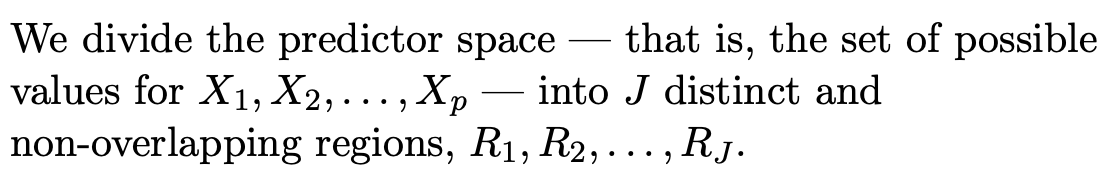 We divide the predictor space — that is, the set of possible
values for X₁, X₂, . . . , Xₚ — into J distinct and
non-overlapping regions, R₁, R₂, . . . , R_J.